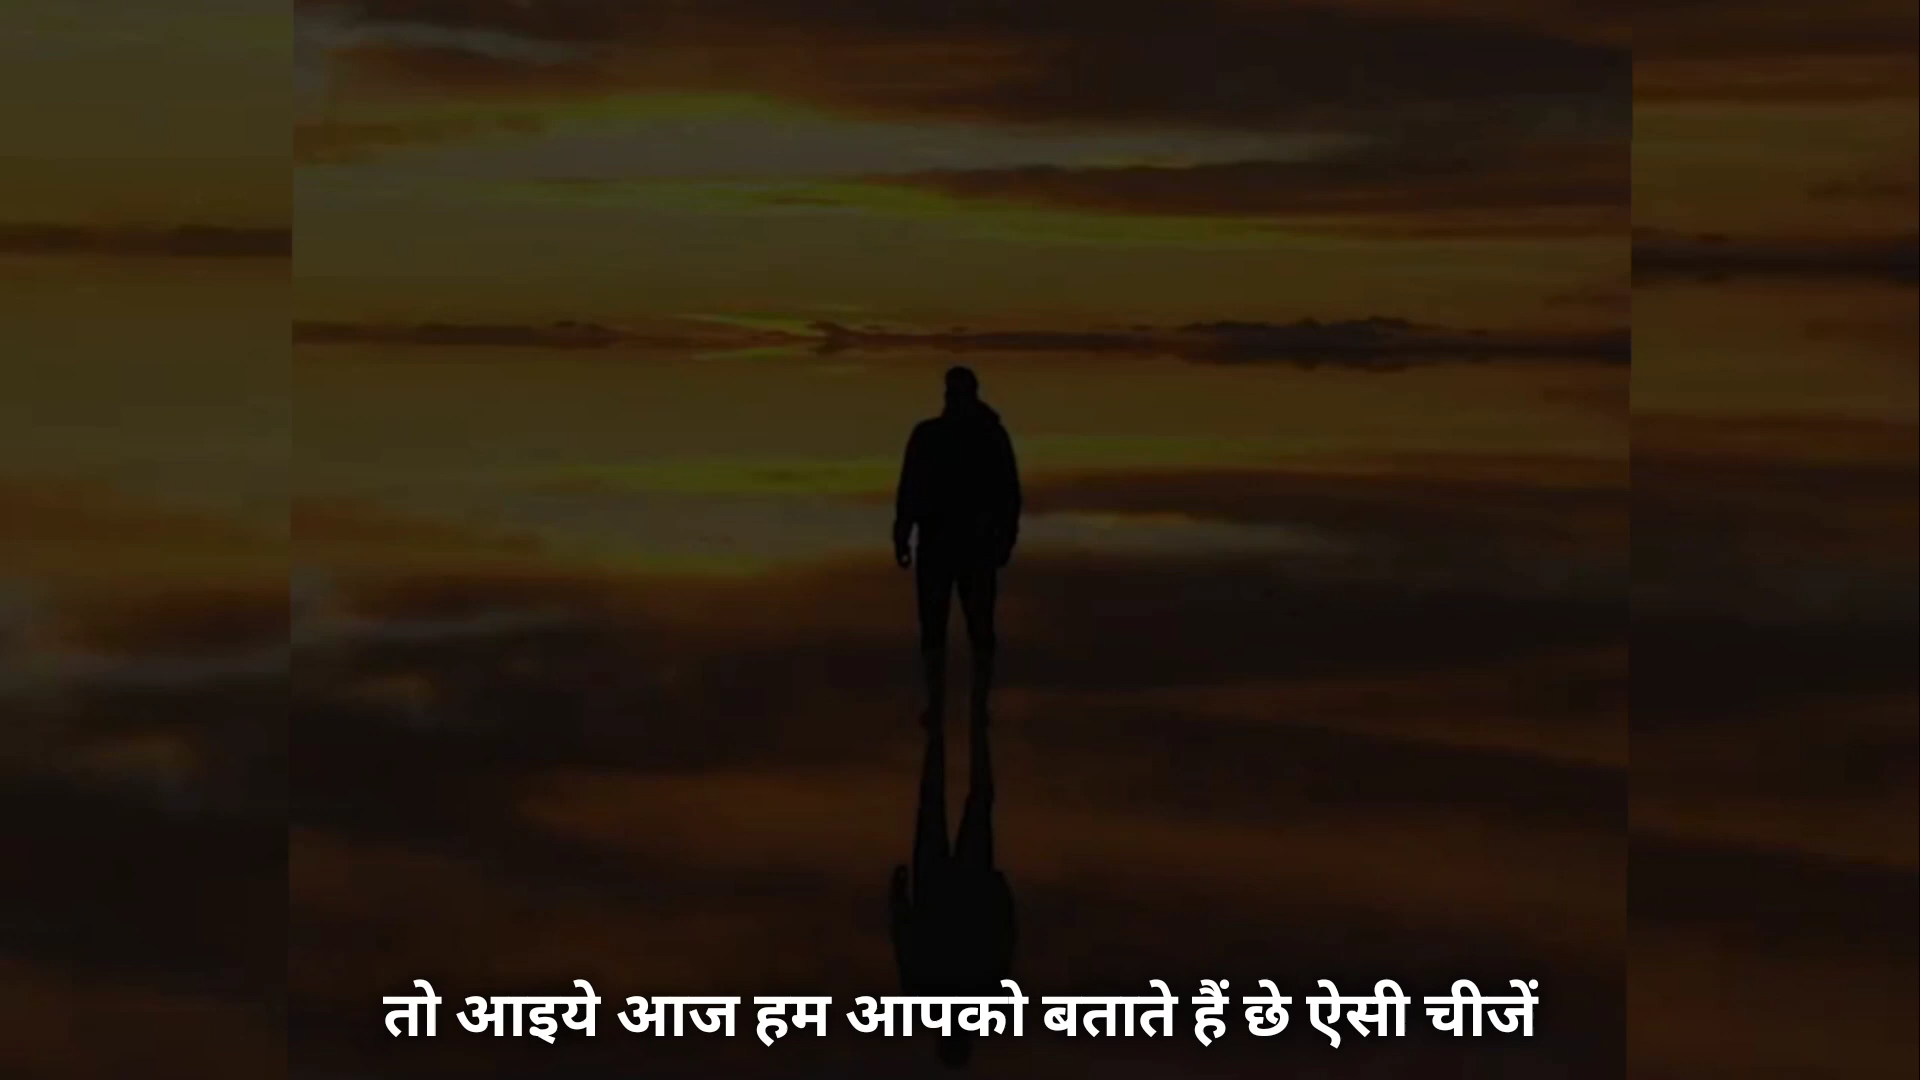 तो आइये आज हम आपको बताते हैं छे ऐसी चीजें